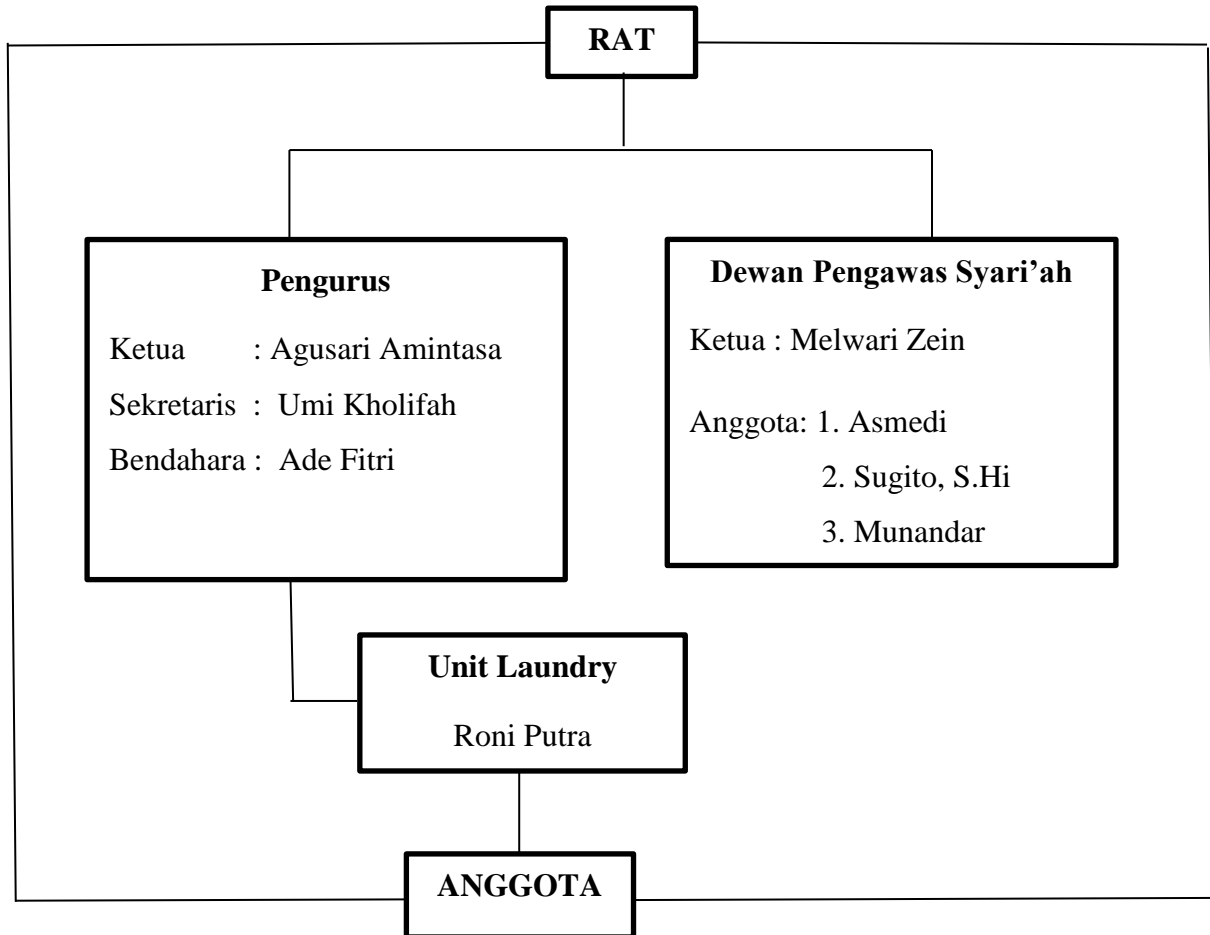 RAT
Pengurus
Ketua : Agusari Amintasa
Sekretaris : Umi Kholifah
Bendahara : Ade Fitri
Dewan Pengawas Syari’ah
Ketua : Melwari Zein
Anggota: 1. Asmedi
2. Sugito, S.Hi
3. Munandar
Unit Laundry
Roni Putra
ANGGOTA